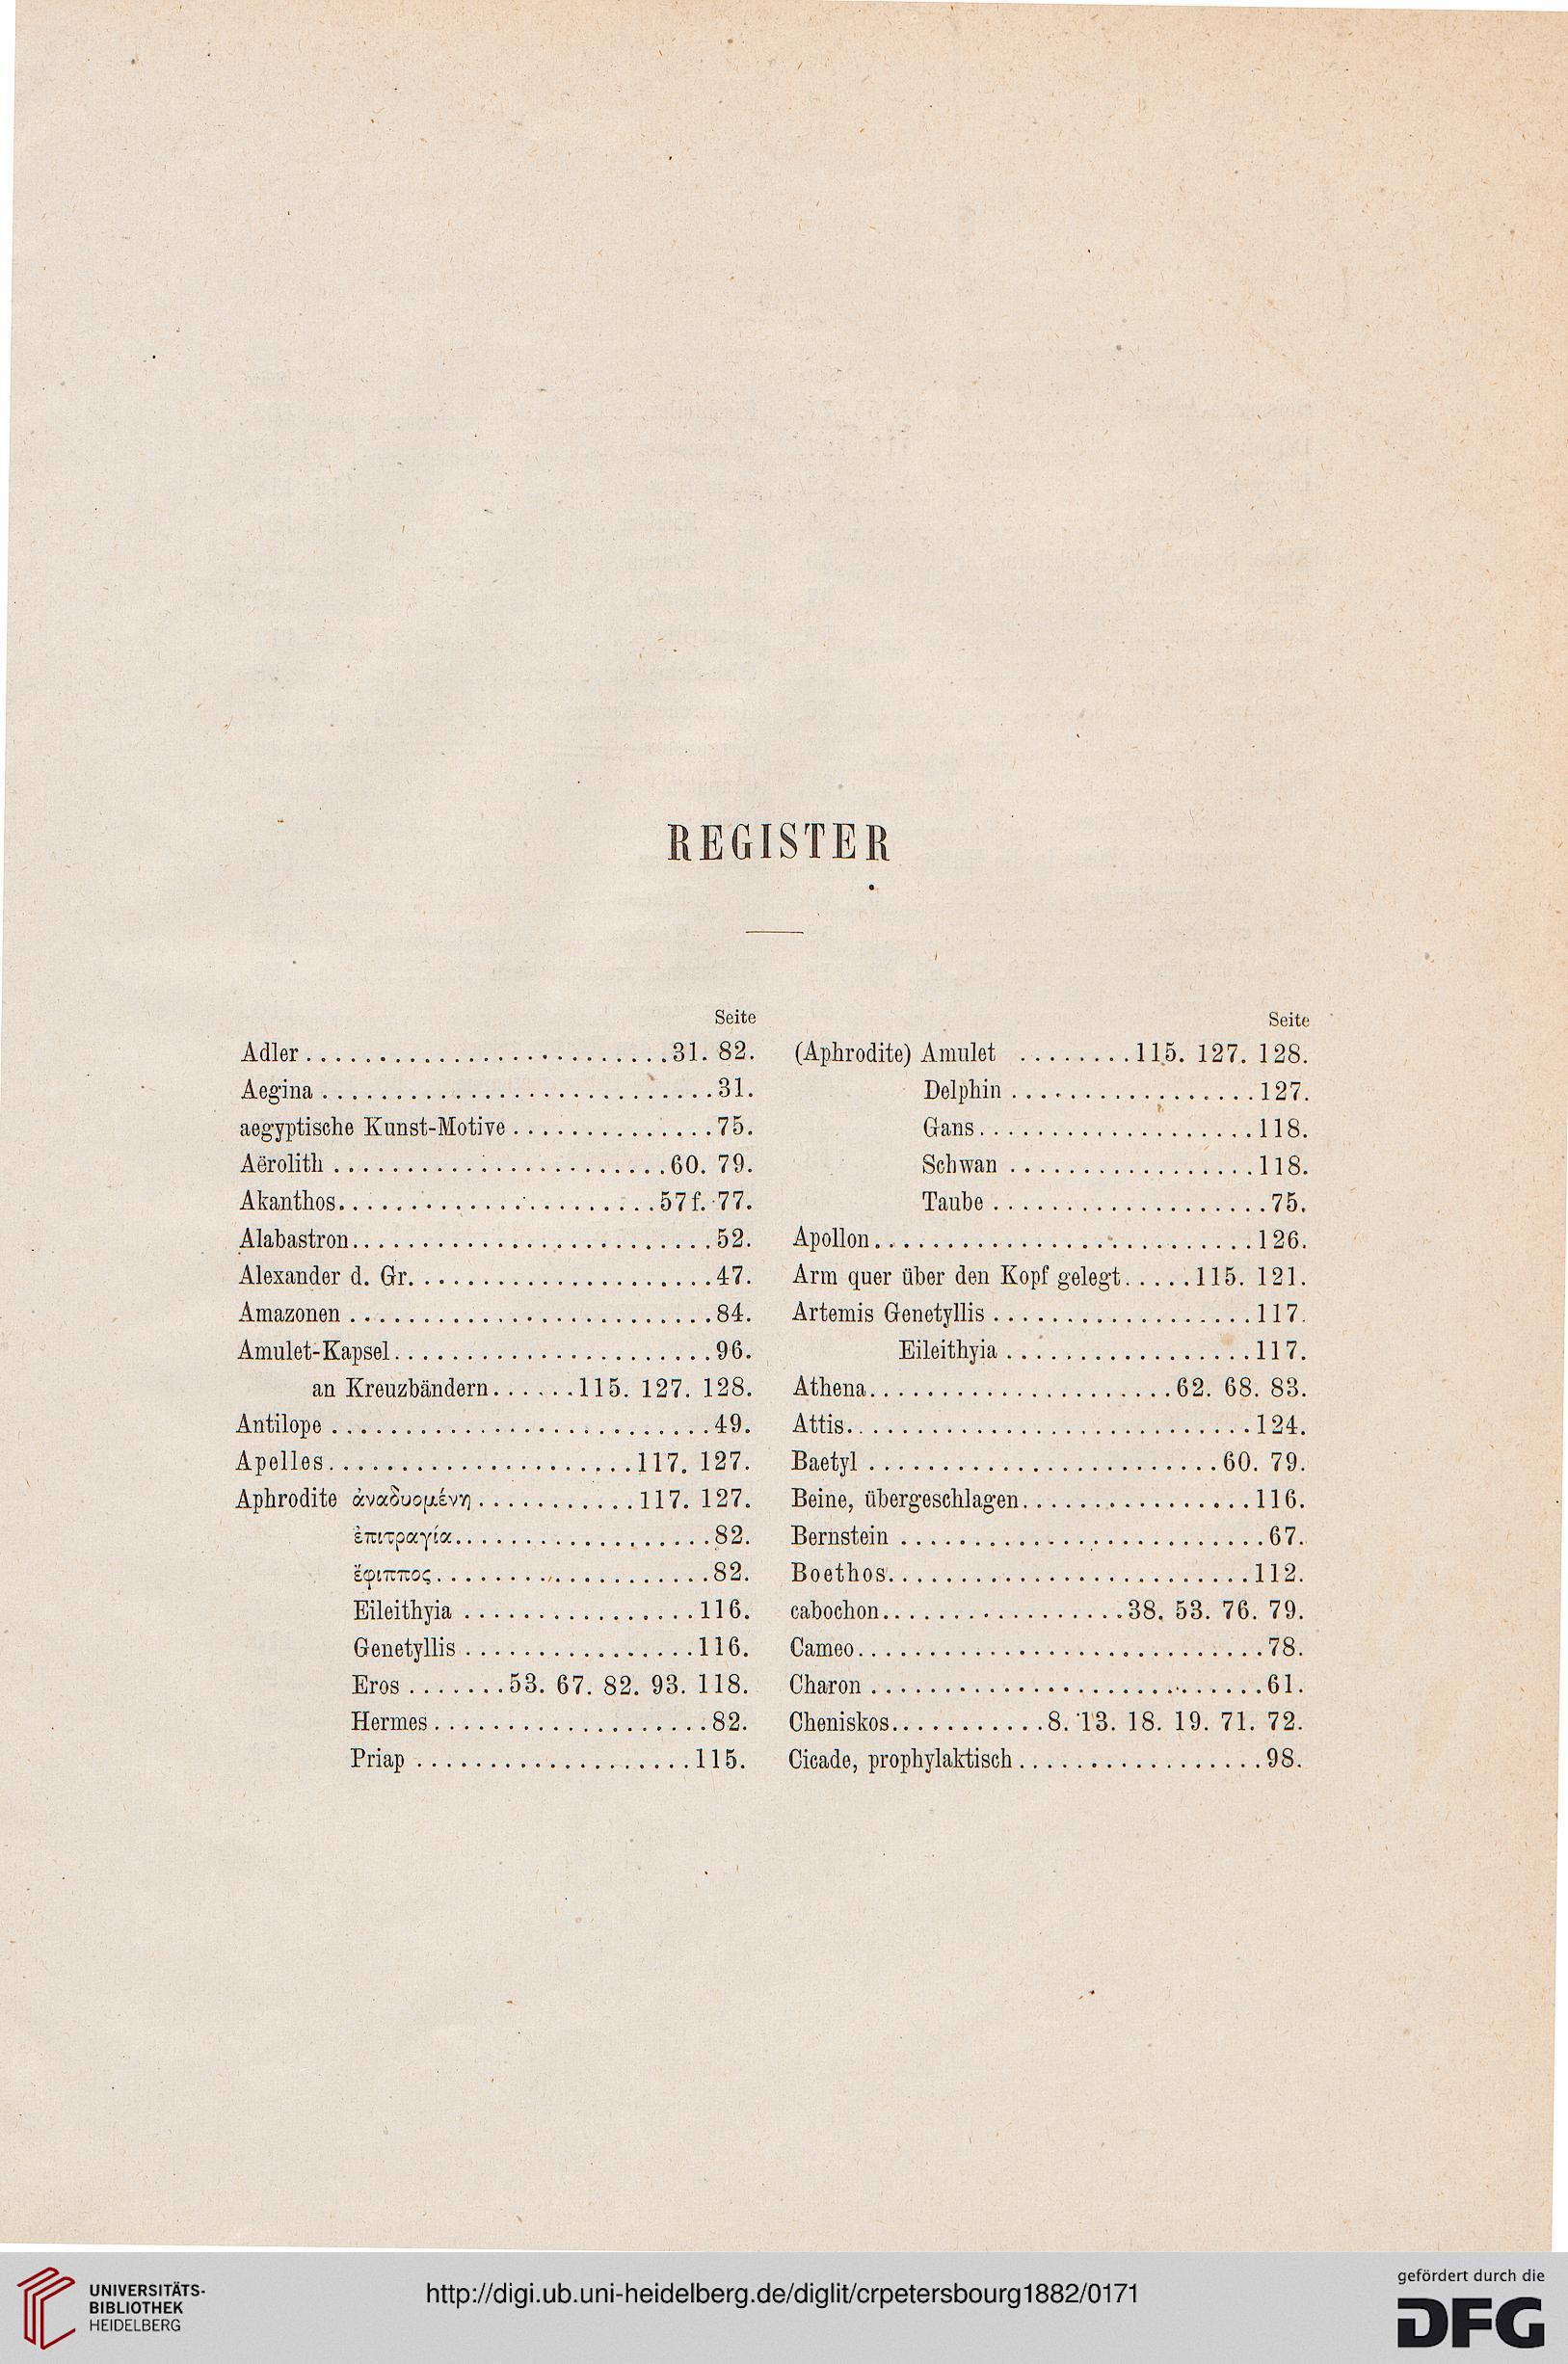 REGISTER
Seite
Adler..........................31. 82.
Aegina...........................31.
aegyptische Kunst-Motive..............75.
Aërolith.......................60. 79.
Akanthos......................57 f. 77.
Alabastron.........................52.
Alexander d. Gr.....................47.
Amazonen.........................84.
Amulet-Kapsel......................96.
an Kreuzbändern......115. 127. 128.
Antilope..........................49.
Apelles.....................117. 127.
Aphrodite ἀναδυομένη...........117. 127.
ἐπιτραγία..................82.
ἔφιππος...................82.
Eileithyia................116.
Genetyllis................116.
Eros.......53. 67. 82. 93. 118.
Hermes...................82.
Priap...................115.
Seite
(Aphrodite) Amulet ........115. 127. 128.
Delphin.................127.
Gans...................118.
Schwan.................118.
Taube...................75.
Apollon..........................126.
Arm quer über den Kopf gelegt.....115. 121.
Artemis Genetyllis..................117.
Eileithyia.................117.
Athena.....................62. 68. 83.
Attis............................124.
Baetyl........................60. 79.
Beine, übergeschlagen................116.
Bernstein.........................67.
Boethos.........................112.
cabochon.................38. 53. 76. 79.
Cameo............................78.
Charon...........................61.
Cheniskos...........8. 13. 18. 19. 71. 72.
Cicade, prophylaktisch.................98.
UNIVERSITÄTS-
BIBLIOTHEK
HEIDELBERG
http://digi.ub.uni-heidelberg.de/diglit/crpetersbourg1882/0171
gefördert durch die
DFG